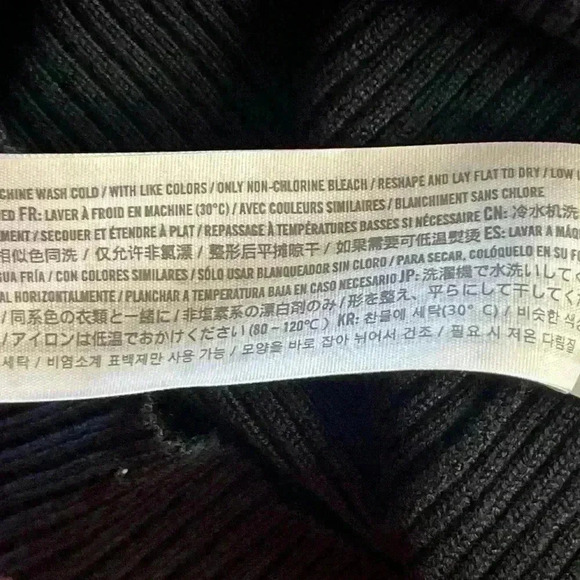 CHINE WASH COLD / WITH LIKE COLORS / ONLY NON-CHLORINE BLEACH / RESHAPE AND LAY FLAT TO DRY / LOW
ED FR: LAVER À FROID EN MACHINE (30°C) / AVEC COULEURS SIMILAIRES / BLANCHIMENT SANS CHLORE
MENT / SECOUER ET ÉTENDRE À PLAT / REPASSAGE À TEMPÉRATURES BASSES SI NÉCESSAIRE CN: 冷水机洗
相似色同洗 / 仅允许非氯漂 / 整形后平摊晾干 / 如果需要可低温熨烫 ES: LAVAR A MÁQ
UA FRÍA / CON COLORES SIMILARES / SÓLO USAR BLANQUEADOR SIN CLORO / PARA SECAR, COLÓQUELO EN SU FO
AL HORIZONTALMENTE / PLANCHAR A TEMPERATURA BAJA EN CASO NECESARIO JP: 洗濯機で水洗いして
/ 同系色の衣類と一緒に / 非塩素系の漂白剤のみ / 形を整え、平らにして干してく
/ アイロンは低温でおかけください (80~120℃) KR: 찬물에 세탁(30° C) / 비슷한 색
세탁 / 비염소계 표백제만 사용 가능 / 모양을 바로 잡아 뉘어서 건조 / 필요 시 저온 다림질